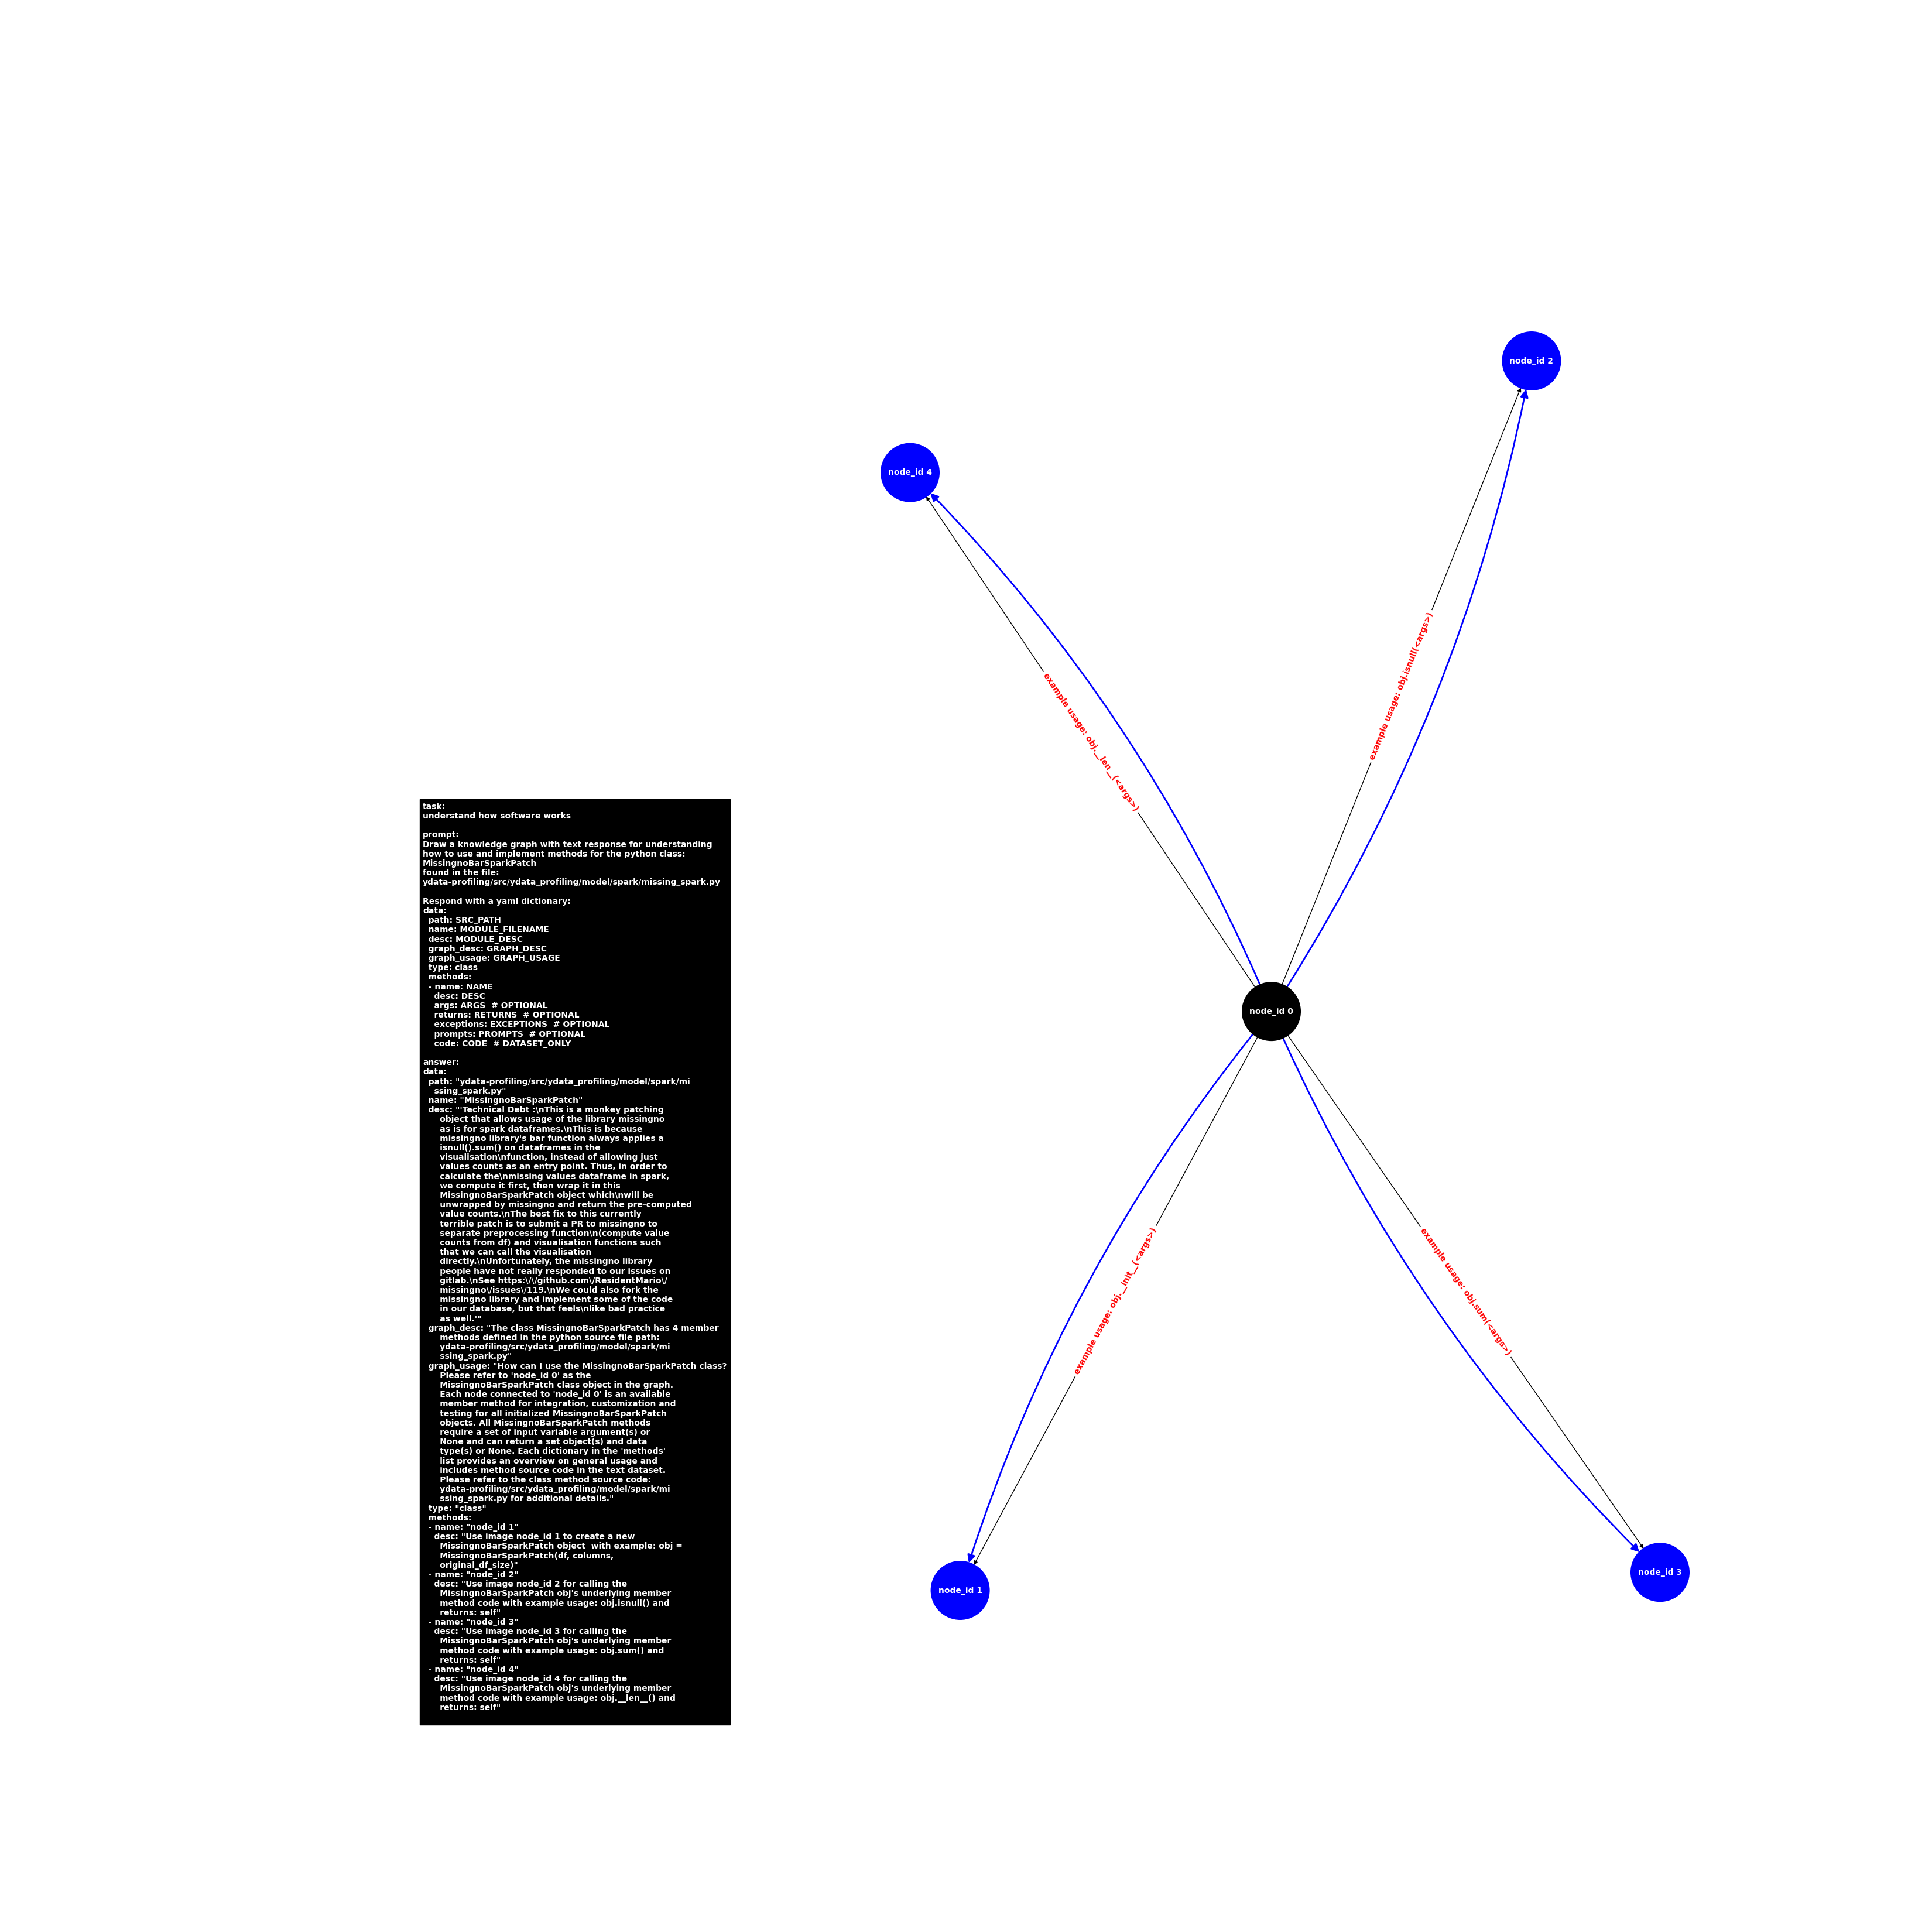 node_id 2
node_id 4
example usage: obj.isnull(<args>)
example usage: obj.__len__(<args>)
task:
understand how software works

prompt:
Draw a knowledge graph with text response for understanding
how to use and implement methods for the python class:
MissingnoBarSparkPatch
found in the file:
ydata-profiling/src/ydata_profiling/model/spark/missing_spark.py

Respond with a yaml dictionary:
data:
  path: SRC_PATH
  name: MODULE_FILENAME
  desc: MODULE_DESC
  graph_desc: GRAPH_DESC
  graph_usage: GRAPH_USAGE
  type: class
  methods:
  - name: NAME
    desc: DESC
    args: ARGS  # OPTIONAL
    returns: RETURNS  # OPTIONAL
    exceptions: EXCEPTIONS  # OPTIONAL
    prompts: PROMPTS  # OPTIONAL
    code: CODE  # DATASET_ONLY

answer:
data:
  path: "ydata-profiling/src/ydata_profiling/model/spark/mi
    ssing_spark.py"
  name: "MissingnoBarSparkPatch"
  desc: "'Technical Debt :\nThis is a monkey patching
      object that allows usage of the library missingno
      as is for spark dataframes.\nThis is because
      missingno library's bar function always applies a
      isnull().sum() on dataframes in the
      visualisation\nfunction, instead of allowing just
      values counts as an entry point. Thus, in order to
      calculate the\nmissing values dataframe in spark,
      we compute it first, then wrap it in this
      MissingnoBarSparkPatch object which\nwill be
      unwrapped by missingno and return the pre-computed
      value counts.\nThe best fix to this currently
      terrible patch is to submit a PR to missingno to
      separate preprocessing function\n(compute value
      counts from df) and visualisation functions such
      that we can call the visualisation
      directly.\nUnfortunately, the missingno library
      people have not really responded to our issues on
      gitlab.\nSee https:\/\/github.com\/ResidentMario\/
      missingno\/issues\/119.\nWe could also fork the
      missingno library and implement some of the code
      in our database, but that feels\nlike bad practice
      as well.'"
  graph_desc: "The class MissingnoBarSparkPatch has 4 member
      methods defined in the python source file path:
      ydata-profiling/src/ydata_profiling/model/spark/mi
      ssing_spark.py"
  graph_usage: "How can I use the MissingnoBarSparkPatch class?
      Please refer to 'node_id 0' as the
      MissingnoBarSparkPatch class object in the graph.
      Each node connected to 'node_id 0' is an available
      member method for integration, customization and
      testing for all initialized MissingnoBarSparkPatch
      objects. All MissingnoBarSparkPatch methods
      require a set of input variable argument(s) or
      None and can return a set object(s) and data
      type(s) or None. Each dictionary in the 'methods'
      list provides an overview on general usage and
      includes method source code in the text dataset.
      Please refer to the class method source code:
      ydata-profiling/src/ydata_profiling/model/spark/mi
      ssing_spark.py for additional details."
  type: "class"
  methods:
  - name: "node_id 1"
    desc: "Use image node_id 1 to create a new
      MissingnoBarSparkPatch object  with example: obj =
      MissingnoBarSparkPatch(df, columns,
      original_df_size)"
  - name: "node_id 2"
    desc: "Use image node_id 2 for calling the
      MissingnoBarSparkPatch obj's underlying member
      method code with example usage: obj.isnull() and
      returns: self"
  - name: "node_id 3"
    desc: "Use image node_id 3 for calling the
      MissingnoBarSparkPatch obj's underlying member
      method code with example usage: obj.sum() and
      returns: self"
  - name: "node_id 4"
    desc: "Use image node_id 4 for calling the
      MissingnoBarSparkPatch obj's underlying member
      method code with example usage: obj.__len__() and
      returns: self"
node_id 0
example usage: obj.__init__(<args>)
example usage: obj.sum(<args>)
node_id 3
node_id 1